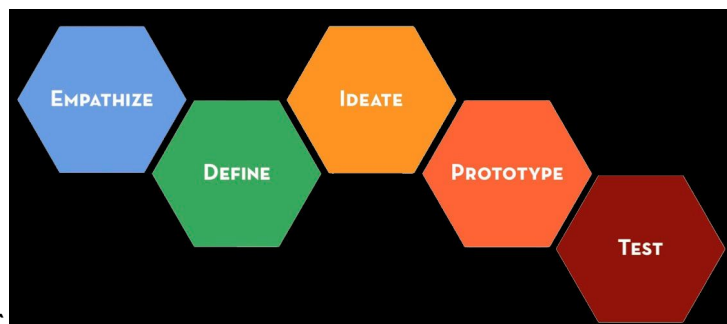 EMPATHIZE
DEFINE
IDEATE
PROTOTYPE
TEST